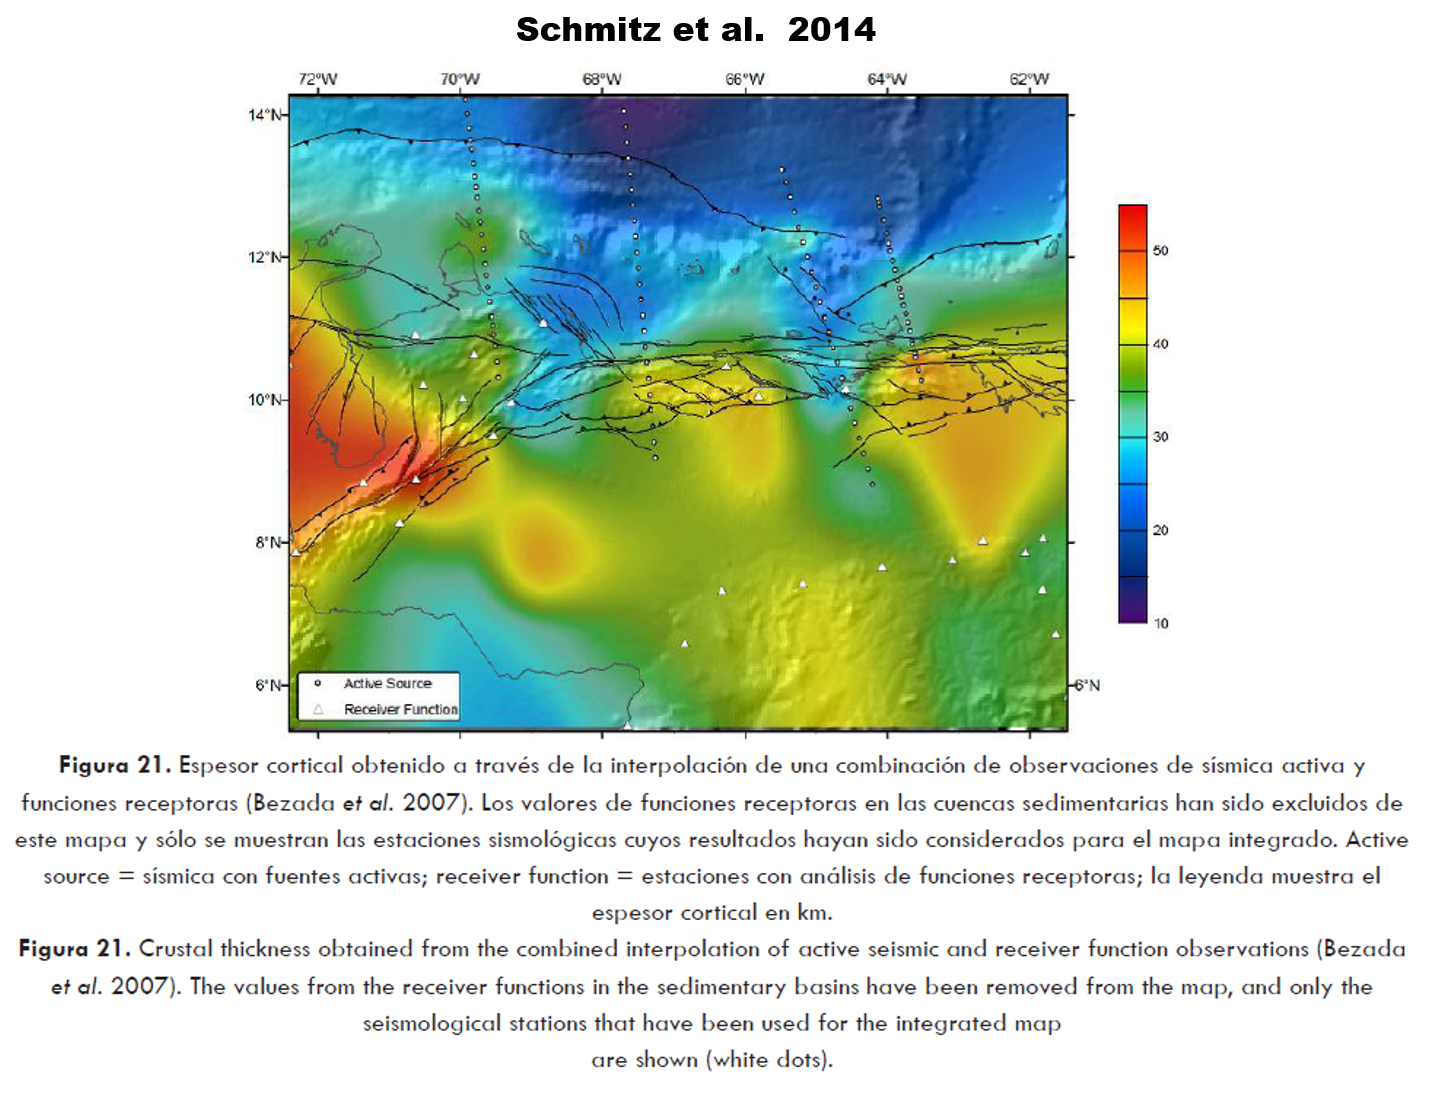 Schmitz et al.  2014
72°W 70°W 68°W 66°W 64°W 62°W
14°N
12°N
10°N
8°N
6°N
6°N
50
40
30
20
10
Active Source
Receiver Function
Figura 21. Espesor cortical obtenido a través de la interpolación de una combinación de observaciones de sísmica activa y
funciones receptoras (Bezada et al. 2007). Los valores de funciones receptoras en las cuencas sedimentarias han sido excluidos de
este mapa y sólo se muestran las estaciones sismológicas cuyos resultados hayan sido considerados para el mapa integrado. Active
source = sísmica con fuentes activas; receiver function = estaciones con análisis de funciones receptoras; la leyenda muestra el
espesor cortical en km.
Figura 21. Crustal thickness obtained from the combined interpolation of active seismic and receiver function observations (Bezada
et al. 2007). The values from the receiver functions in the sedimentary basins have been removed from the map, and only the
seismological stations that have been used for the integrated map
are shown (white dots).